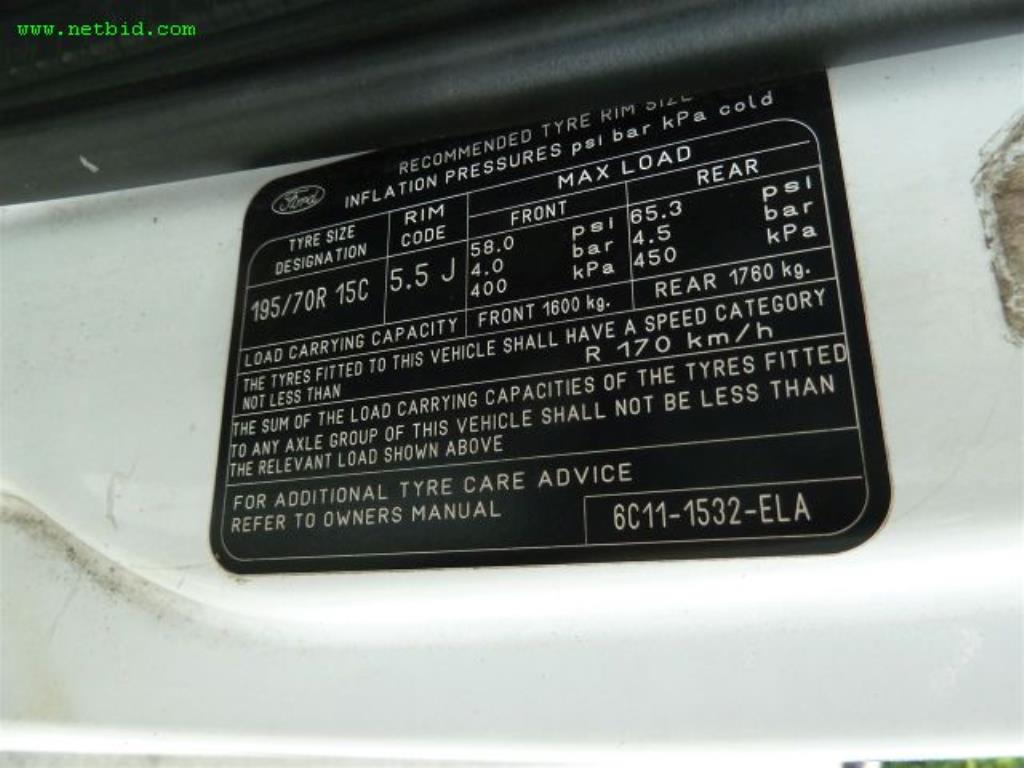 www.netbid.com
RECOMMENDED TYRE RIM SIZE
Ford
INFLATION PRESSURES psi bar kPa cold
MAX LOAD
TYRE SIZE DESIGNATION
RIM CODE
FRONT
REAR
195/70R 15C
5.5 J
58.0 psi
4.0 bar
400 kPa
65.3 psi
4.5 bar
450 kPa
LOAD CARRYING CAPACITY FRONT 1600 kg. REAR 1760 kg.
THE TYRES FITTED TO THIS VEHICLE SHALL HAVE A SPEED CATEGORY
NOT LESS THAN R 170 km/h
THE SUM OF THE LOAD CARRYING CAPACITIES OF THE TYRES FITTED
TO ANY AXLE GROUP OF THIS VEHICLE SHALL NOT BE LESS THAN
THE RELEVANT LOAD SHOWN ABOVE
FOR ADDITIONAL TYRE CARE ADVICE
REFER TO OWNERS MANUAL
6C11-1532-ELA